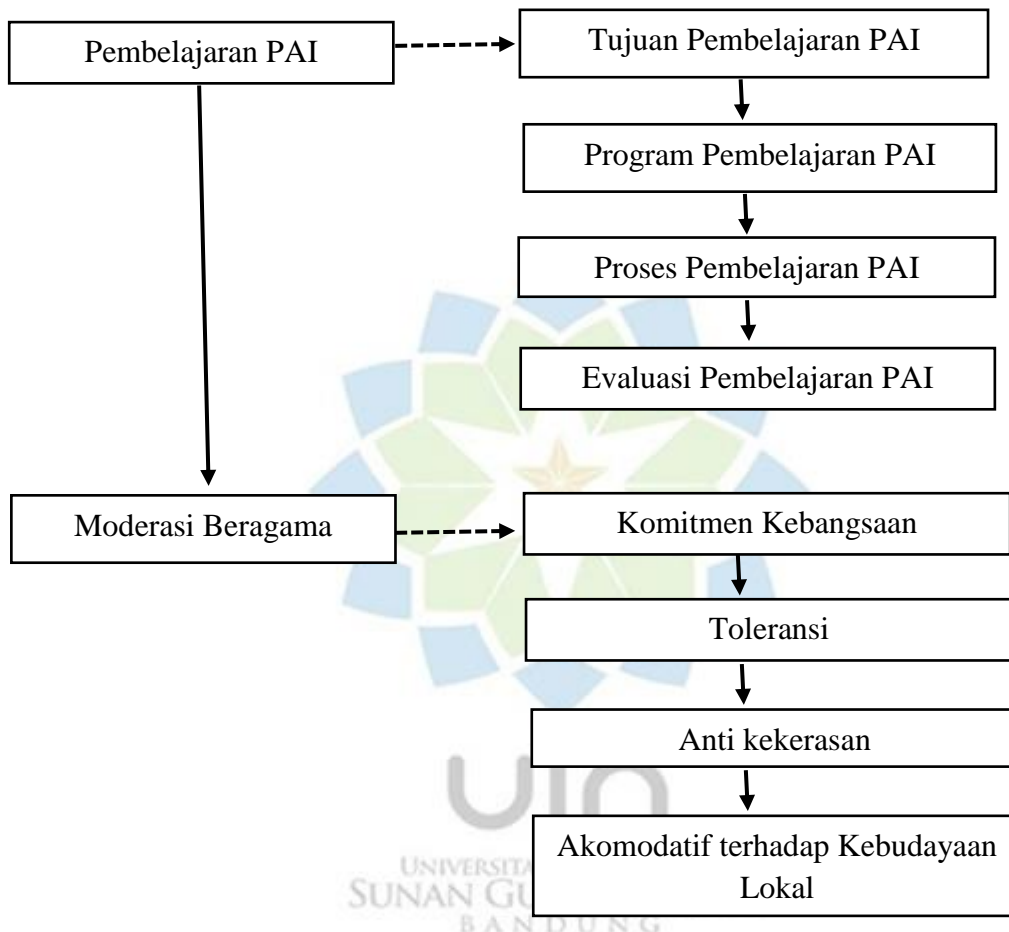 Pembelajaran PAI
Tujuan Pembelajaran PAI
Program Pembelajaran PAI
Proses Pembelajaran PAI
Evaluasi Pembelajaran PAI
Moderasi Beragama
Komitmen Kebangsaan
Toleransi
Anti kekerasan
Akomodatif terhadap Kebudayaan
Lokal
uin
SUNAN
BANDUNG